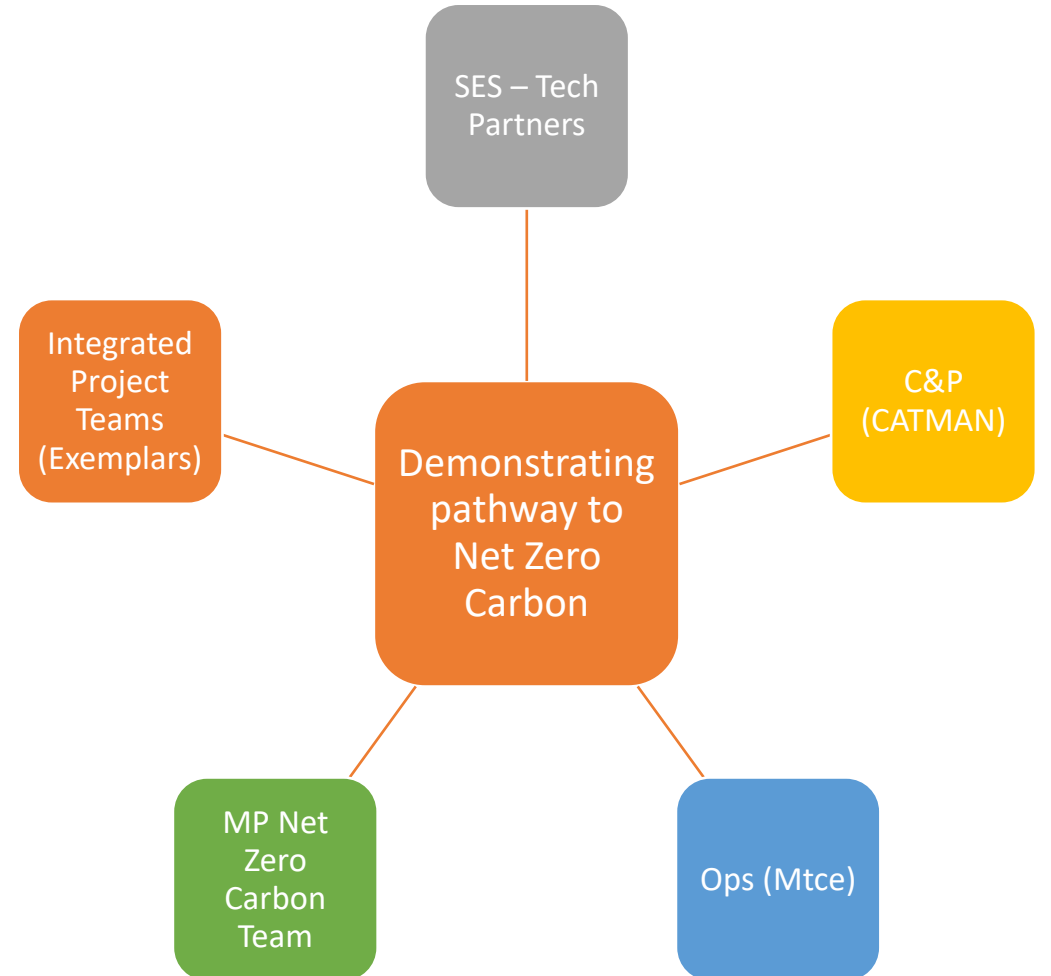 SES – Tech
Partners
Integrated
Project
Teams
(Exemplars)
C&P
(CATMAN)
Demonstrating
pathway to
Net Zero
Carbon
MP Net
Zero
Carbon
Team
Ops (Mtce)